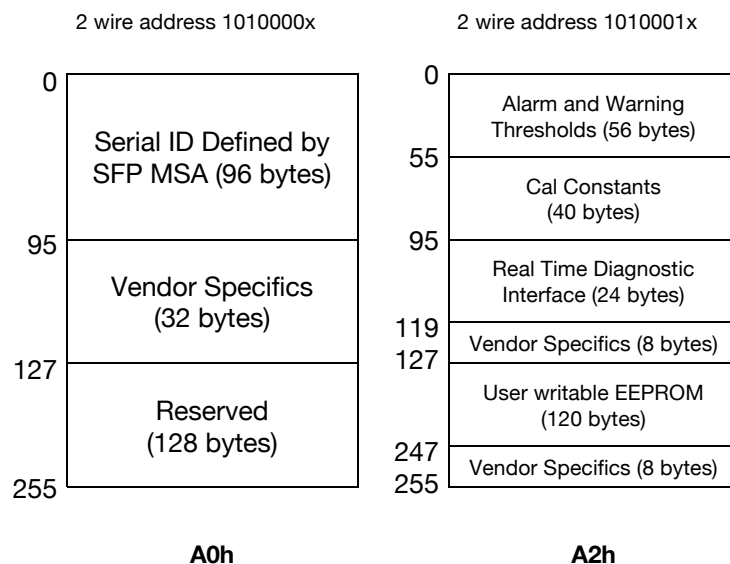 2 wire address 1010000x
0
Serial ID Defined by
SFP MSA (96 bytes)
95
Vendor Specifics
(32 bytes)
127
Reserved
(128 bytes)
255
A0h
2 wire address 1010001x
0
Alarm and Warning
Thresholds (56 bytes)
55
Cal Constants
(40 bytes)
95
Real Time Diagnostic
Interface (24 bytes)
119
Vendor Specifics (8 bytes)
127
User writable EEPROM
(120 bytes)
247
Vendor Specifics (8 bytes)
255
A2h